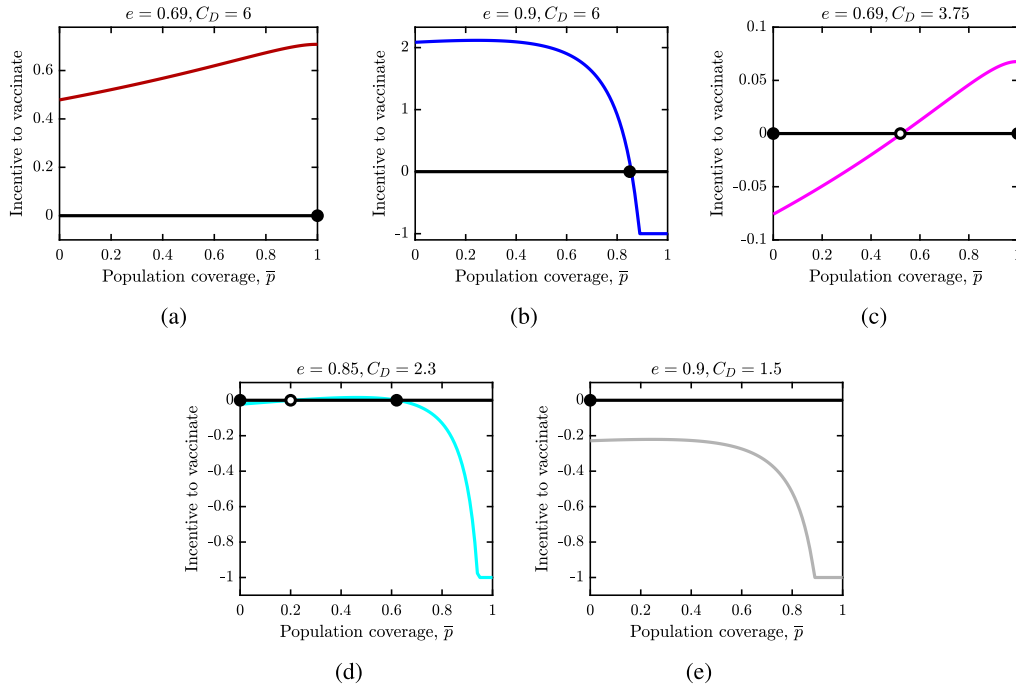 e = 0.69, C_D = 6
Incentive to vaccinate
0.6
0.4
0.2
0
0 0.2 0.4 0.6 0.8 1
Population coverage, p̅
(a)
e = 0.9, C_D = 6
Incentive to vaccinate
2
1
0
-1
0 0.2 0.4 0.6 0.8 1
Population coverage, p̅
(b)
e = 0.69, C_D = 3.75
Incentive to vaccinate
0.1
0.05
0
-0.05
-0.1
0 0.2 0.4 0.6 0.8 1
Population coverage, p̅
(c)
e = 0.85, C_D = 2.3
Incentive to vaccinate
0
-0.2
-0.4
-0.6
-0.8
-1
0 0.2 0.4 0.6 0.8 1
Population coverage, p̅
(d)
e = 0.9, C_D = 1.5
Incentive to vaccinate
0
-0.2
-0.4
-0.6
-0.8
-1
0 0.2 0.4 0.6 0.8 1
Population coverage, p̅
(e)